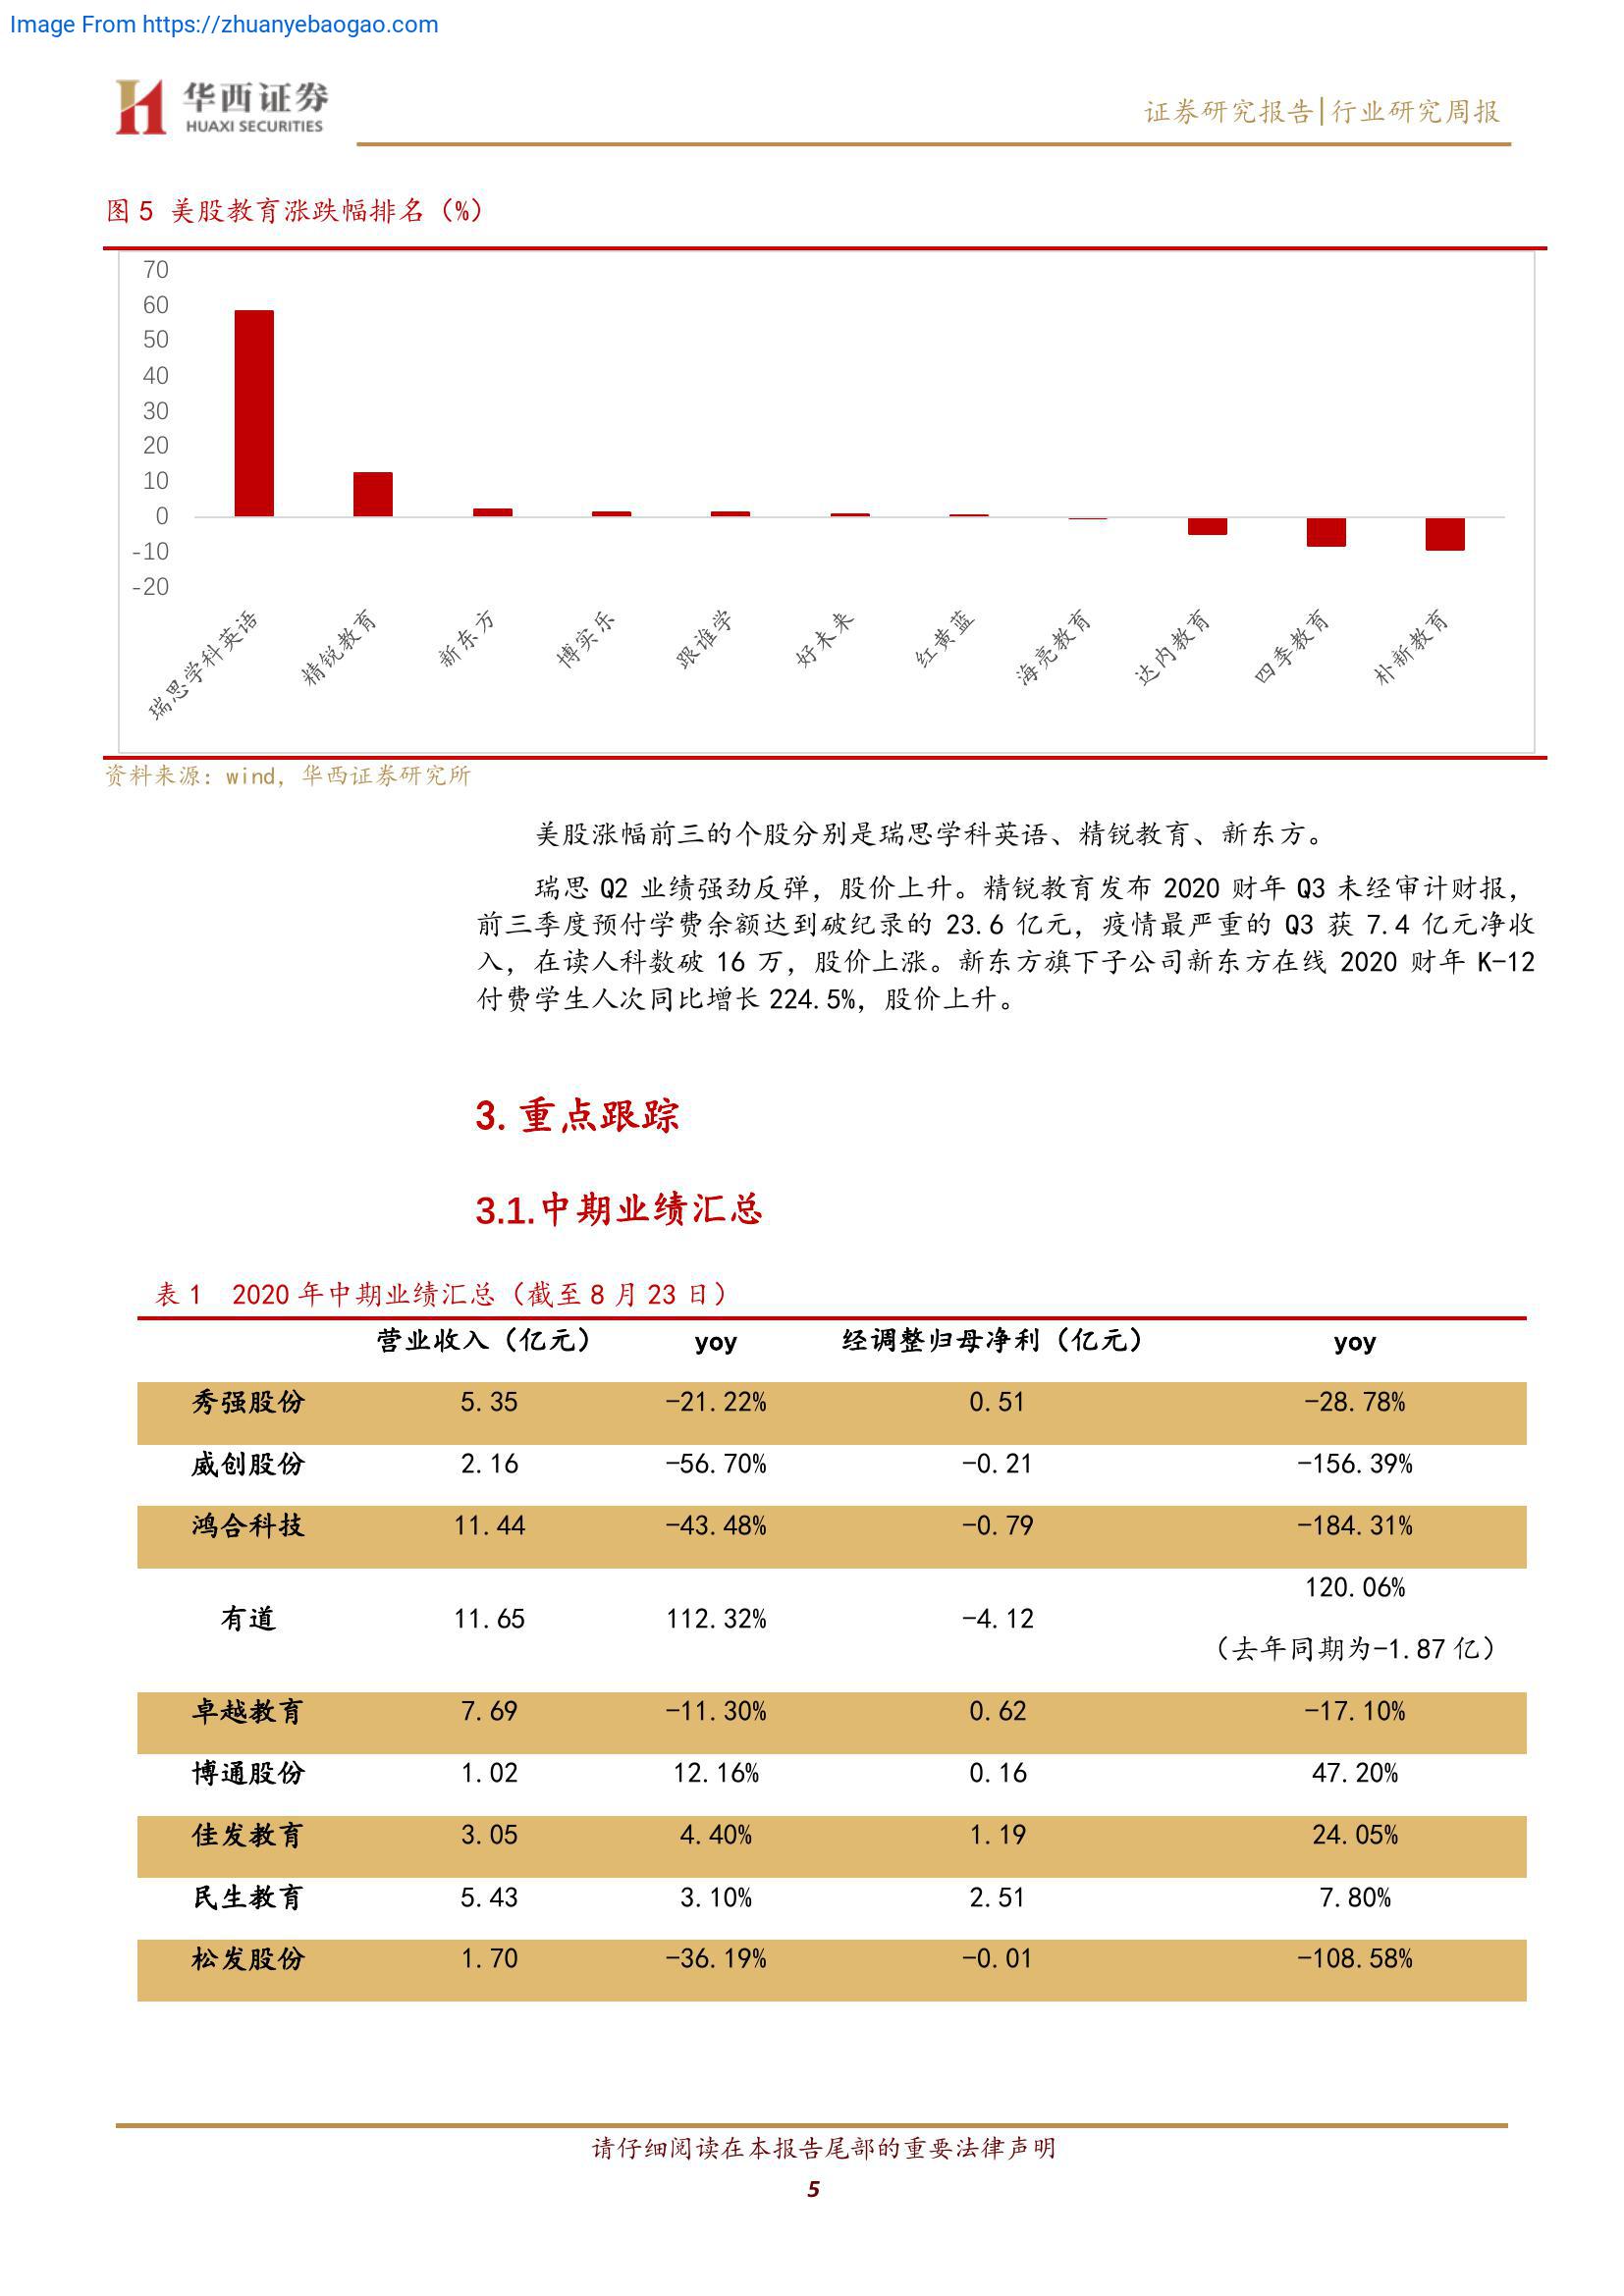 Image From https://zhuanyebaogao.com
华西证券
HUAXI SECURITIES
证券研究报告|行业研究周报
图 5 美股教育涨跌幅排名（%）
70
60
50
40
30
20
10
0
-10
-20
瑞思学科英语
精锐教育
新东方
博实乐
跟谁学
好未来
红黄蓝
海亮教育
达内教育
四季教育
朴新教育
资料来源：wind，华西证券研究所
美股涨幅前三的个股分别是瑞思学科英语、精锐教育、新东方。
瑞思 Q2 业绩强劲反弹，股价上升。精锐教育发布 2020 财年 Q3 未经审计财报，
前三季度预付学费余额达到破纪录的 23.6 亿元，疫情最严重的 Q3 获 7.4 亿元净收
入，在读人科数破 16 万，股价上涨。新东方旗下子公司新东方在线 2020 财年 K-12
付费学生人次同比增长 224.5%，股价上升。
3. 重点跟踪
3.1.中期业绩汇总
表 1 2020 年中期业绩汇总（截至 8 月 23 日）
营业收入（亿元） yoy 经调整归母净利（亿元） yoy
秀强股份 5.35 -21.22% 0.51 -28.78%
威创股份 2.16 -56.70% -0.21 -156.39%
鸿合科技 11.44 -43.48% -0.79 -184.31%
有道 11.65 112.32% -4.12 120.06%
（去年同期为-1.87 亿）
卓越教育 7.69 -11.30% 0.62 -17.10%
博通股份 1.02 12.16% 0.16 47.20%
佳发教育 3.05 4.40% 1.19 24.05%
民生教育 5.43 3.10% 2.51 7.80%
松发股份 1.70 -36.19% -0.01 -108.58%
请仔细阅读在本报告尾部的重要法律声明
5